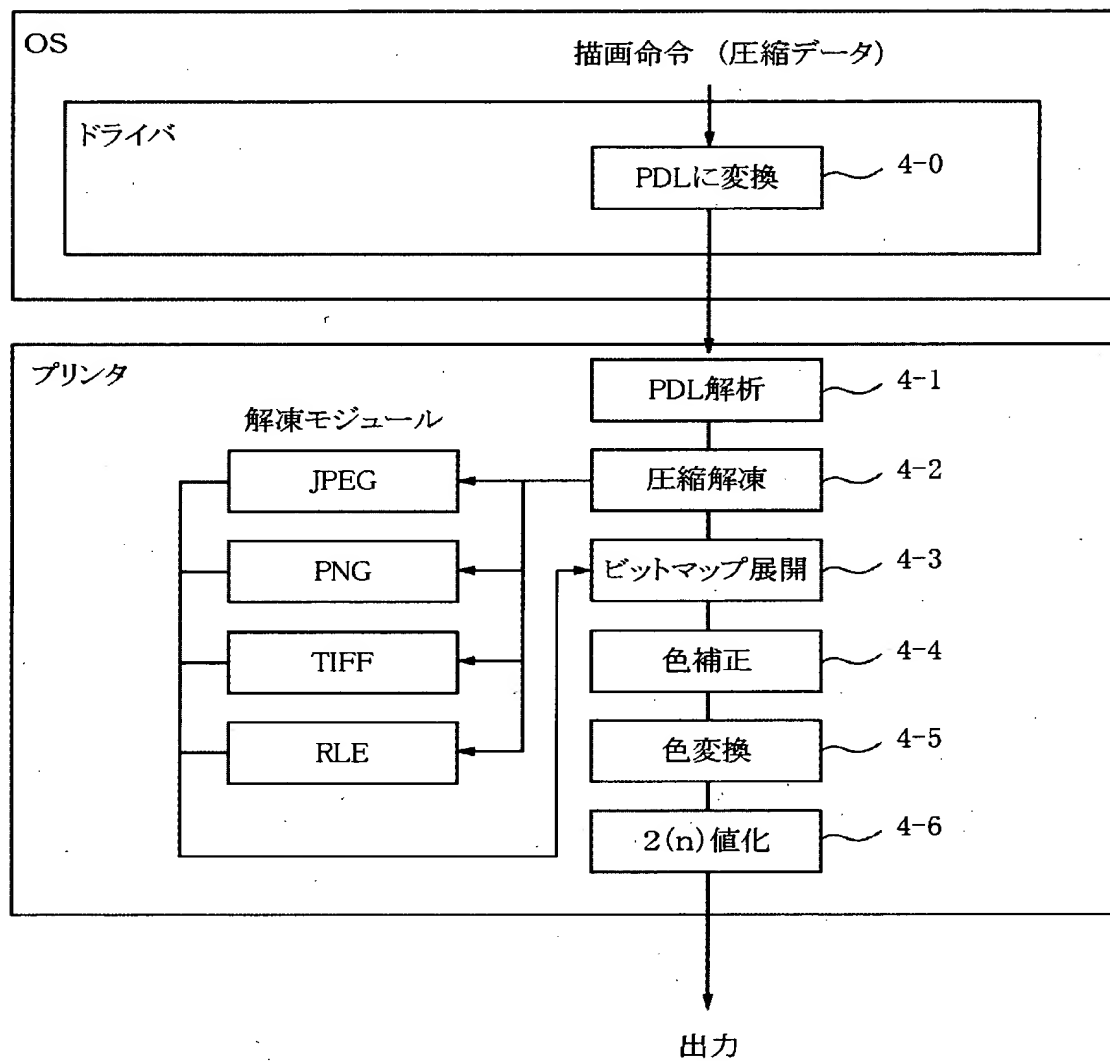 OS
描画命令 (圧縮データ)
ドライバ
PDLに変換
4-0
プリンタ
PDL解析
4-1
解凍モジュール
JPEG
圧縮解凍
4-2
PNG
ビットマップ展開
4-3
TIFF
色補正
4-4
RLE
色変換
4-5
2(n)値化
4-6
出力